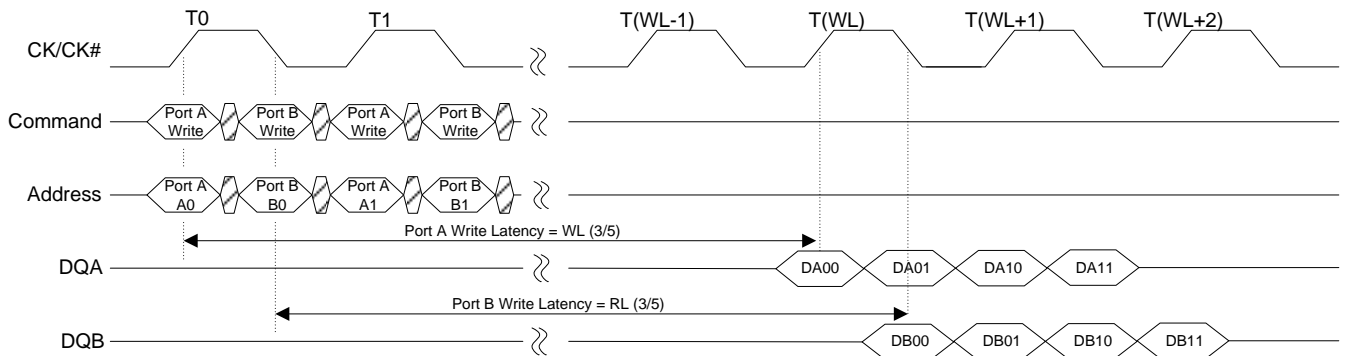 T0 T1 T(WL-1) T(WL) T(WL+1) T(WL+2)
CK/CK#
Port A Port B Port A Port B
Command
Write Write Write Write
Port A Port B Port A Port B
Address
A0 B0 A1 B1
Port A Write Latency = WL (3/5)
DQA DA00 DA01 DA10 DA11
Port B Write Latency = RL (3/5)
DQB DB00 DB01 DB10 DB11